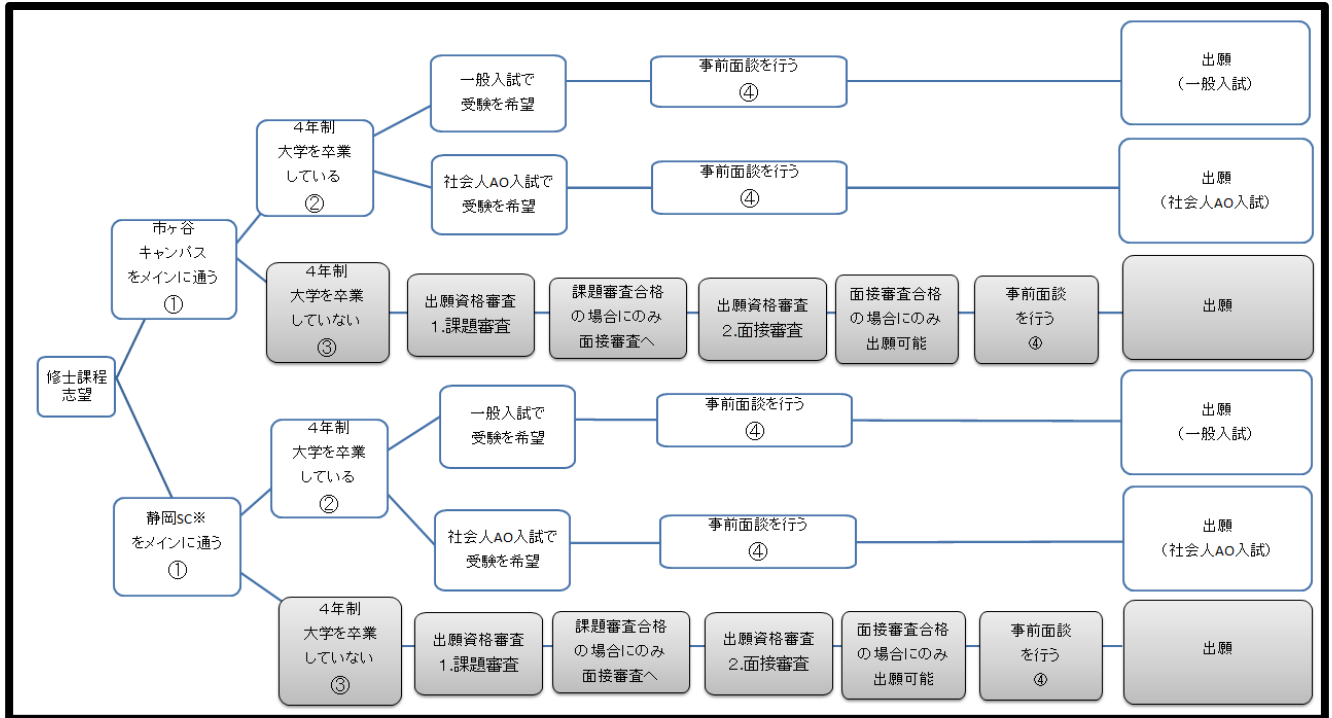 修士課程
志望
市ヶ谷
キャンパス
をメインに通う
①
4年制
大学を卒業
している
②
一般入試で
受験を希望
事前面談を行う
④
出願
（一般入試）
社会人AO入試で
受験を希望
事前面談を行う
④
出願
（社会人AO入試）
4年制
大学を卒業
していない
③
出願資格審査
1.課題審査
課題審査合格
の場合にのみ
面接審査へ
出願資格審査
2.面接審査
面接審査合格
の場合にのみ
出願可能
事前面談
を行う
④
出願
静岡SC※
をメインに通う
①
4年制
大学を卒業
している
②
一般入試で
受験を希望
事前面談を行う
④
出願
（一般入試）
社会人AO入試で
受験を希望
事前面談を行う
④
出願
（社会人AO入試）
4年制
大学を卒業
していない
③
出願資格審査
1.課題審査
課題審査合格
の場合にのみ
面接審査へ
出願資格審査
2.面接審査
面接審査合格
の場合にのみ
出願可能
事前面談
を行う
④
出願